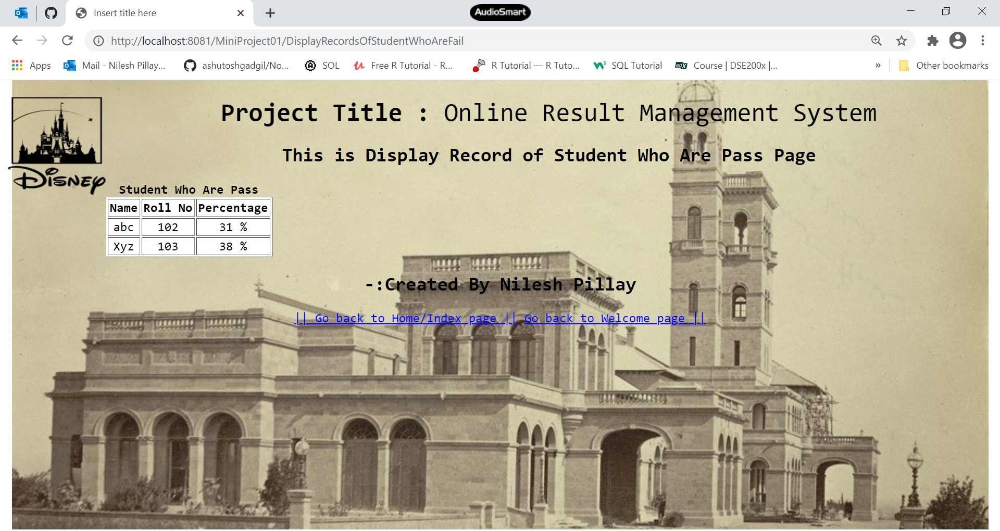 Insert title here
AudioSmart
http://localhost:8081/MiniProject01/DisplayRecordsOfStudentWhoAreFail
Apps Mail - Nilesh Pillay... ashutoshgadgil/No... SOL Free R Tutorial - R... R Tutorial — R Tuto... SQL Tutorial edX Course | DSE200x |... » Other bookmarks
Project Title : Online Result Management System
This is Display Record of Student Who Are Pass Page
Disney
Student Who Are Pass
Name Roll No Percentage
abc 102 31 %
Xyz 103 38 %
-:Created By Nilesh Pillay
|| Go back to Home/Index page || Go back to Welcome page ||